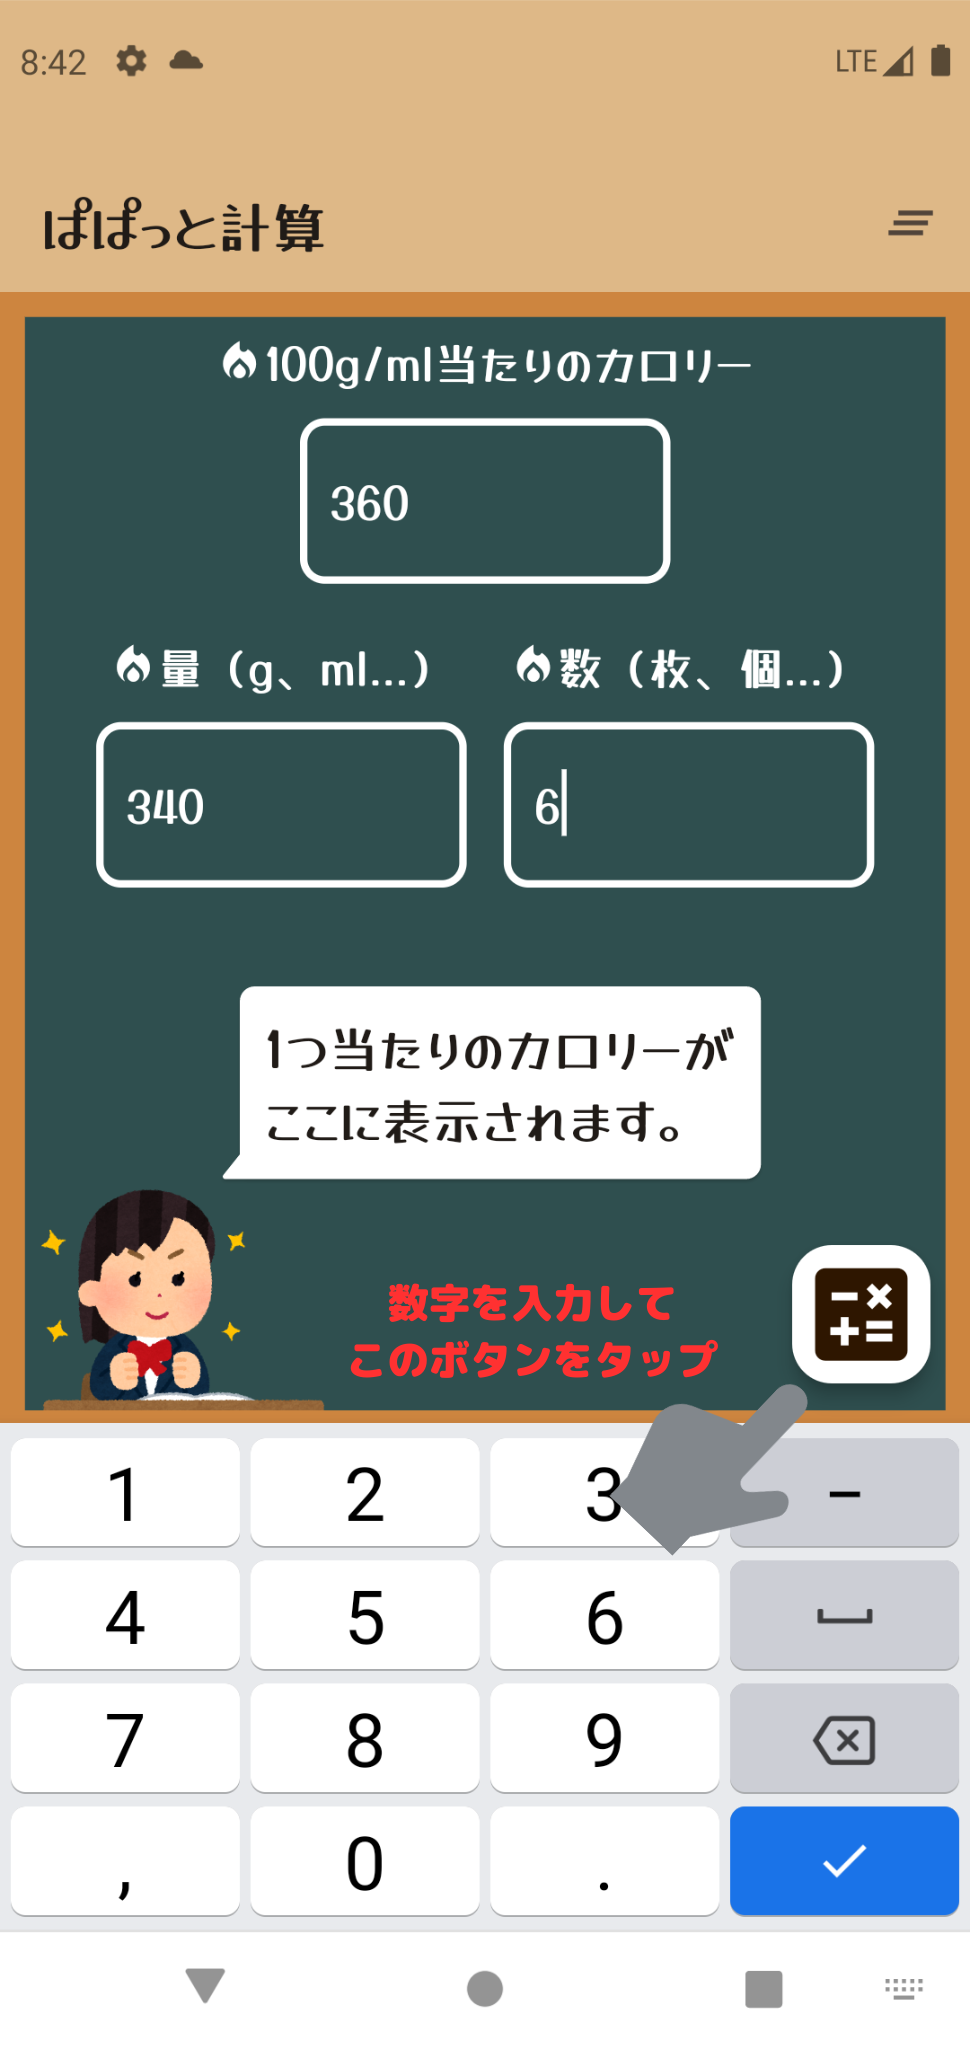 8:42
LTE
ぱぱっと計算
100g/ml当たりのカロリー
360
量（g、ml...）
数（枚、個...）
340
6
1つ当たりのカロリーが
ここに表示されます。
数字を入力して
このボタンをタップ
1 2 3 −
4 5 6
7 8 9
, 0 .